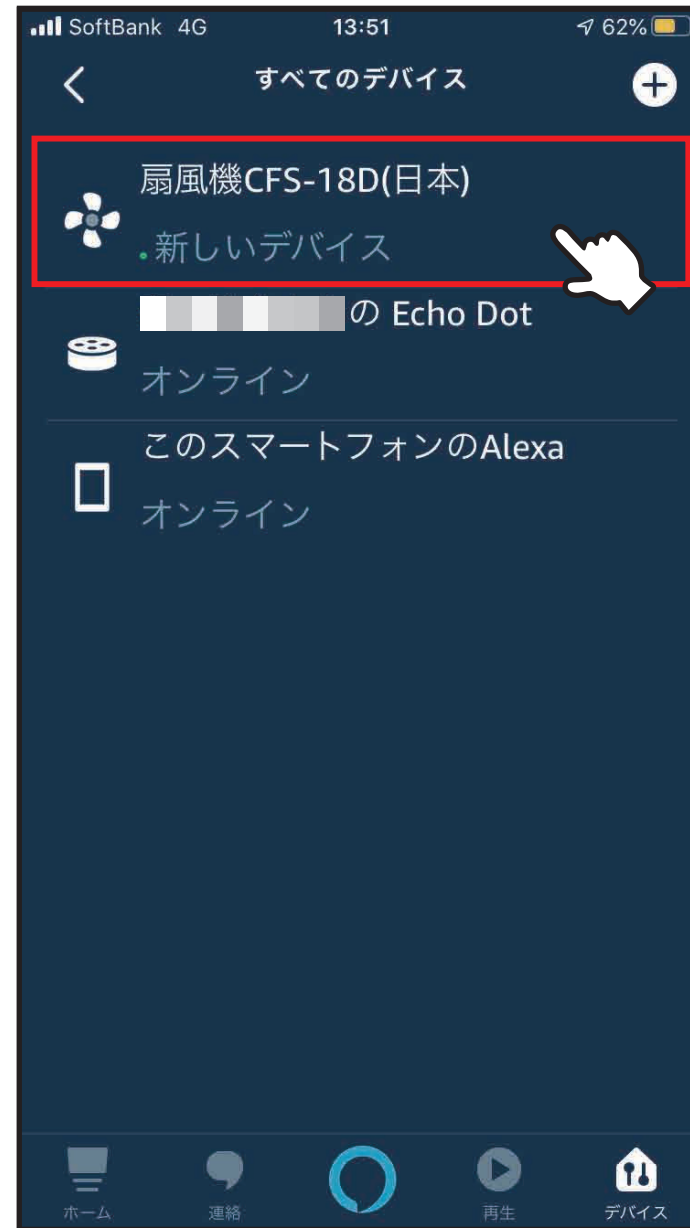 SoftBank 4G 13:51 62%
すべてのデバイス
扇風機CFS-18D(日本)
新しいデバイス
の Echo Dot
オンライン
このスマートフォンのAlexa
オンライン
ホーム 連絡 再生 デバイス